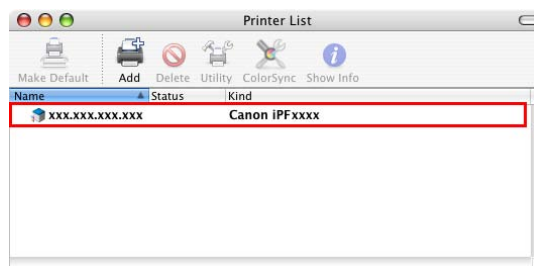 Printer List
Make Default Add Delete Utility ColorSync Show Info
Name Status Kind
xxx.xxx.xxx.xxx Canon iPFxxxx